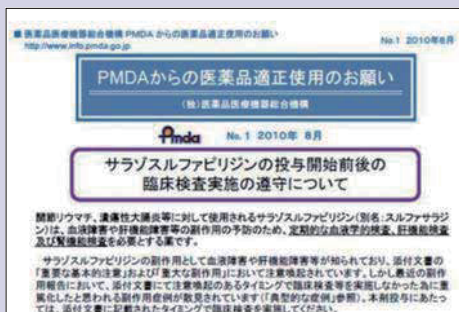 ■ 医薬品医療機器総合機構 PMDA からの医薬品適正使用のお願い
http://www.info.pmda.go.jp
No.1 2010年8月
PMDAからの医薬品適正使用のお願い
(独)医薬品医療機器総合機構
Pmda No. 1 2010年 8月
サラゾスルファピリジンの投与開始前後の
臨床検査実施の遵守について
関節リウマチ、潰瘍性大腸炎等に対して使用されるサラゾスルファピリジン(別名:スルファサラジ
ン)は、血液障害や肝機能障害等の副作用の予防のため、定期的な血液学的検査、肝機能検査
及び腎機能検査を必要とする薬です。
サラゾスルファピリジンの副作用として血液障害や肝機能障害等が知られており、添付文書の
「重要な基本的注意」および「重大な副作用」において注意喚起されています。しかし最近の副作
用報告において、添付文書にて注意喚起のあるタイミングで臨床検査等を実施しなかった為に重
篤化したと思われる副作用症例が散見されています(「典型的な症例」参照)。本剤投与にあたっ
ては、添付文書に記載されたタイミングで臨床検査を実施してください。